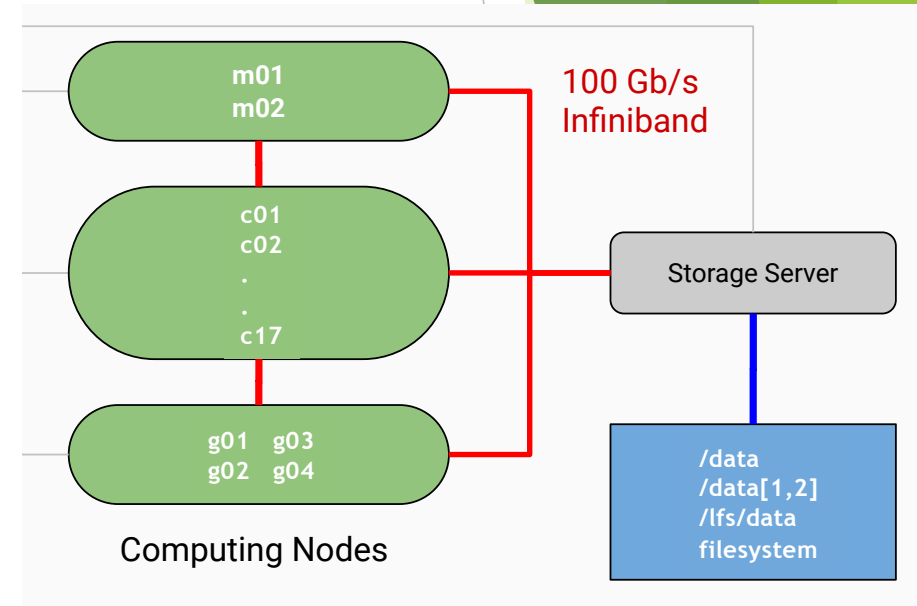 m01
m02
100 Gb/s
Infiniband
c01
c02
.
.
c17
Storage Server
g01 g03
g02 g04
/data
/data[1,2]
/lfs/data
filesystem
Computing Nodes